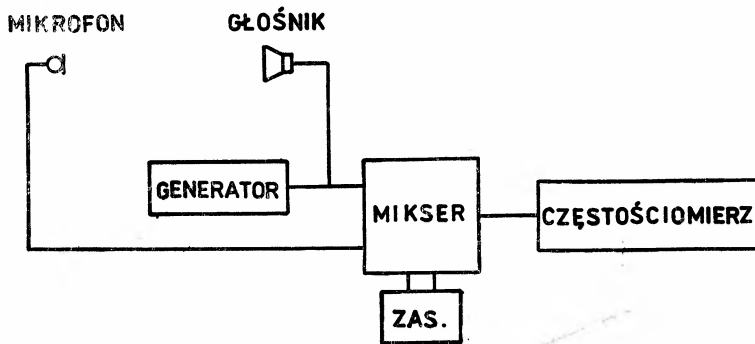 MIKROFON
GŁOŚNIK
GENERATOR
MIKSER
CZĘSTOŚCIOMIERZ
ZAS.